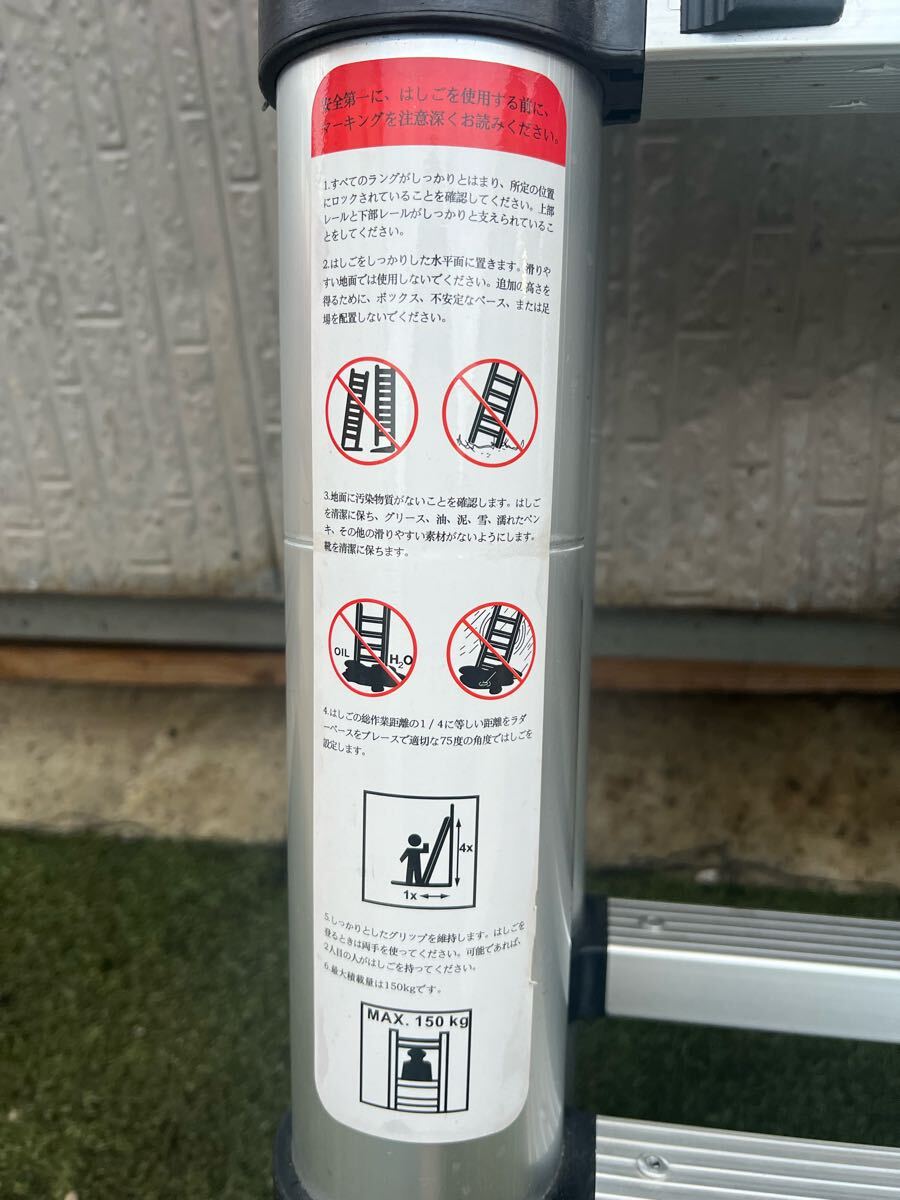 安全第一に、はしごを使用する前に、
マーキングを注意深くお読みください。
1.すべてのラングがしっかりとはまり、所定の位置
にロックされていることを確認してください。上部
レールと下部レールがしっかりと支えられているこ
とをしてください。
2.はしごをしっかりした水平面に置きます。滑りや
すい地面では使用しないでください。追加の高さを
得るために、ボックス、不安定なベース、または足
場を配置しないでください。
3.地面に汚染物質がないことを確認します。はしご
を清潔に保ち、グリース、油、泥、雪、濡れたペン
キ、その他の滑りやすい素材がないようにします。
靴を清潔に保ちます。
OIL
H₂O
4.はしごの総作業距離の1/4に等しい距離をラダ
ーベースをブレースで適切な75度の角度ではしごを
設定します。
4x
1x
5.しっかりとしたグリップを維持します。はしごを
登るときは両手を使ってください。可能であれば、
2人目の人がはしごを持ってください。
6.最大積載量は150kgです。
MAX. 150 kg